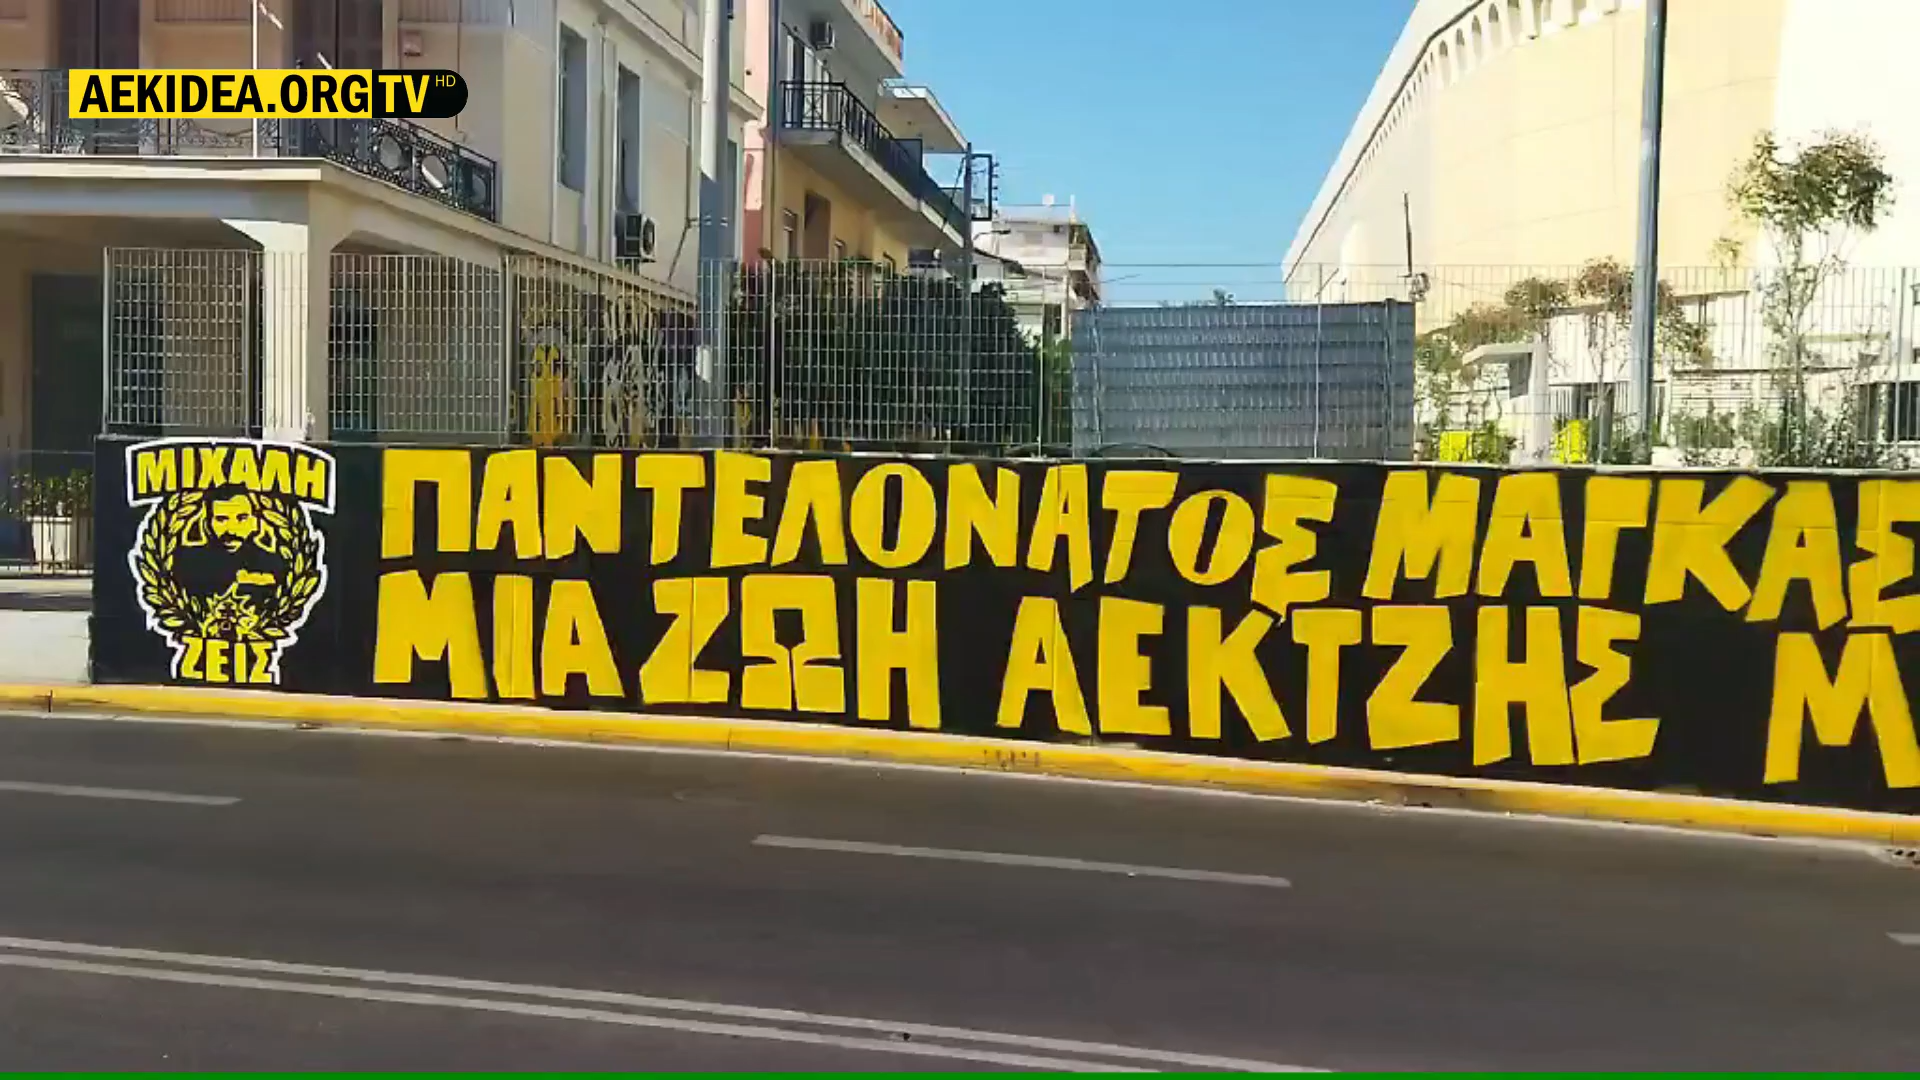 AEKIDEA.ORG TV HD
ΜΙΧΑΛΗ
ΖΕΙΣ
ΠΑΝΤΕΛΟΝΑΤΟΣ ΜΑΓΚΑΣ
ΜΙΑ ΖΩΗ ΑΕΚΤΖΗΣ Μ